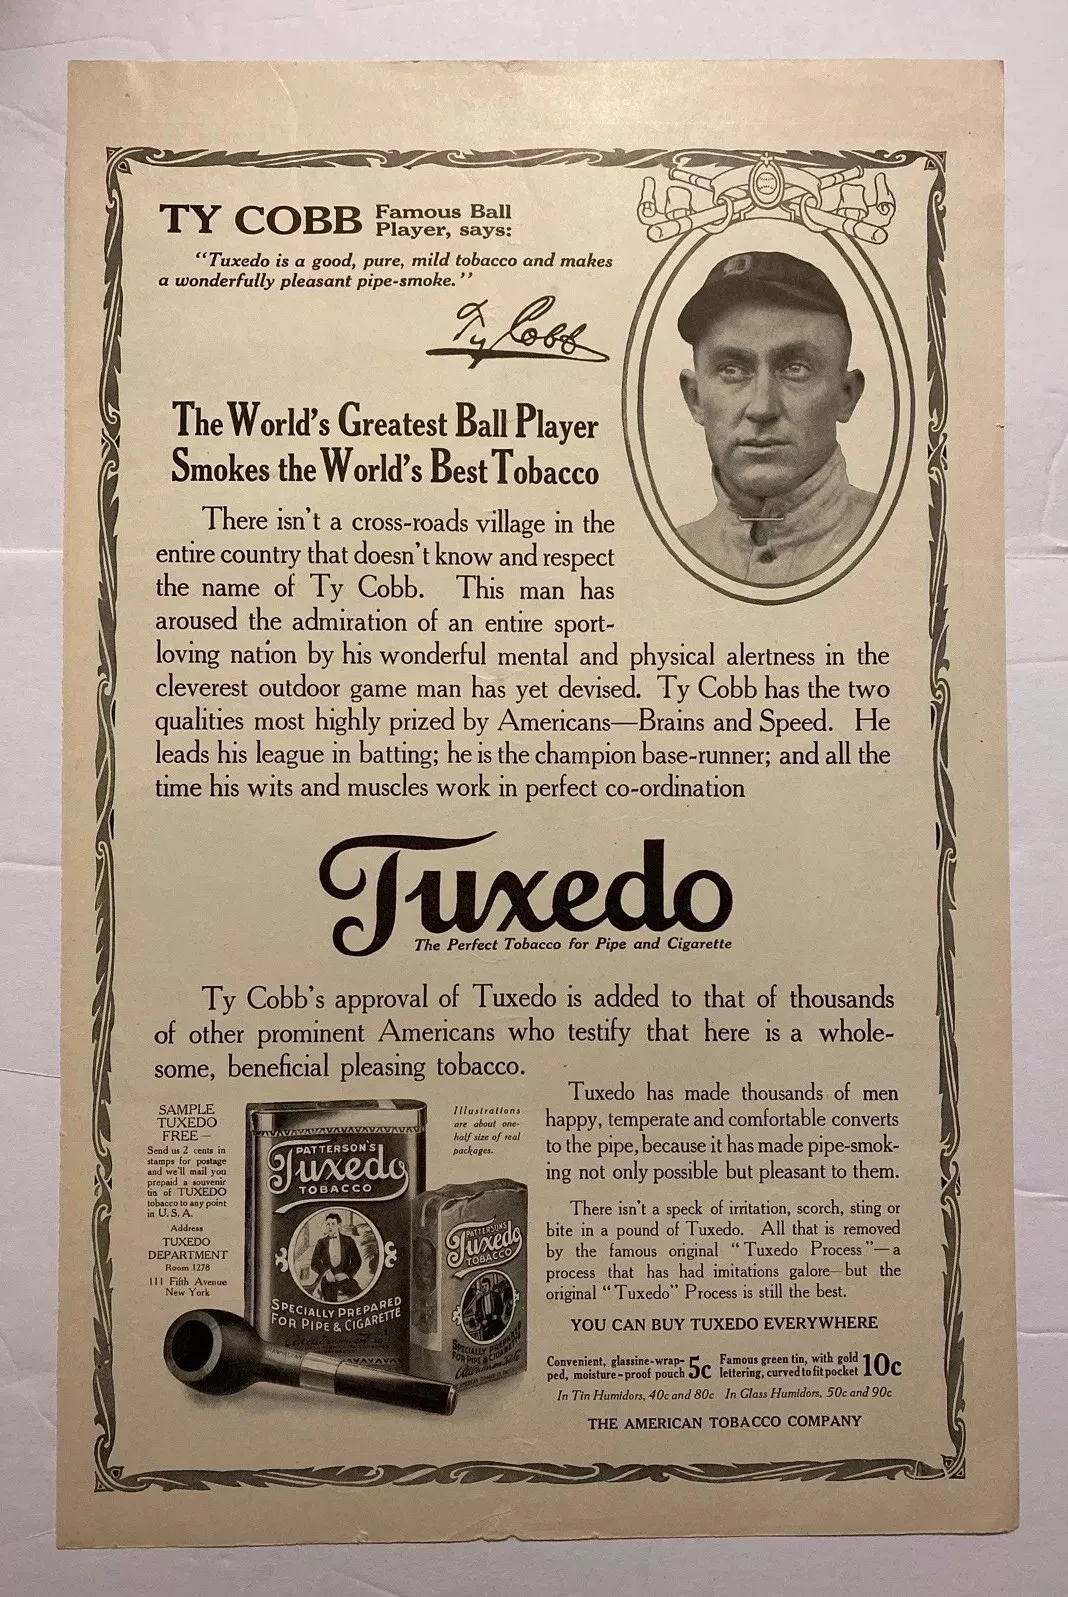 TY COBB Famous Ball
Player, says:
"Tuxedo is a good, pure, mild tobacco and makes
a wonderfully pleasant pipe-smoke."
Ty Cobb
The World's Greatest Ball Player
Smokes the World's Best Tobacco
There isn't a cross-roads village in the
entire country that doesn't know and respect
the name of Ty Cobb. This man has
aroused the admiration of an entire sport-
loving nation by his wonderful mental and physical alertness in the
cleverest outdoor game man has yet devised. Ty Cobb has the two
qualities most highly prized by Americans—Brains and Speed. He
leads his league in batting; he is the champion base-runner; and all the
time his wits and muscles work in perfect co-ordination
Tuxedo
The Perfect Tobacco for Pipe and Cigarette
Ty Cobb's approval of Tuxedo is added to that of thousands
of other prominent Americans who testify that here is a whole-
some, beneficial pleasing tobacco.
SAMPLE
TUXEDO
FREE—
Send us 2 cents in
stamps for postage
and we'll mail you
prepaid a souvenir
tin of TUXEDO
tobacco to any point
in U. S. A.
Address
TUXEDO
DEPARTMENT
Room 1278
111 Fifth Avenue
New York
Illustrations
are about one-
half size of real
packages.
PATTERSON'S
Tuxedo
TOBACCO
SPECIALLY PREPARED
FOR PIPE & CIGARETTE
PATTERSON'S
Tuxedo
TOBACCO
SPECIALLY PREPARED
FOR PIPE & CIGARETTE
Tuxedo has made thousands of men
happy, temperate and comfortable converts
to the pipe, because it has made pipe-smok-
ing not only possible but pleasant to them.
There isn't a speck of irritation, scorch, sting or
bite in a pound of Tuxedo. All that is removed
by the famous original "Tuxedo Process"—a
process that has had imitations galore—but the
original "Tuxedo" Process is still the best.
YOU CAN BUY TUXEDO EVERYWHERE
Convenient, glassine-wrap-
ped, moisture-proof pouch 5c
Famous green tin, with gold
lettering, curved to fit pocket 10c
In Tin Humidors, 40c and 80c In Glass Humidors, 50c and 90c
THE AMERICAN TOBACCO COMPANY